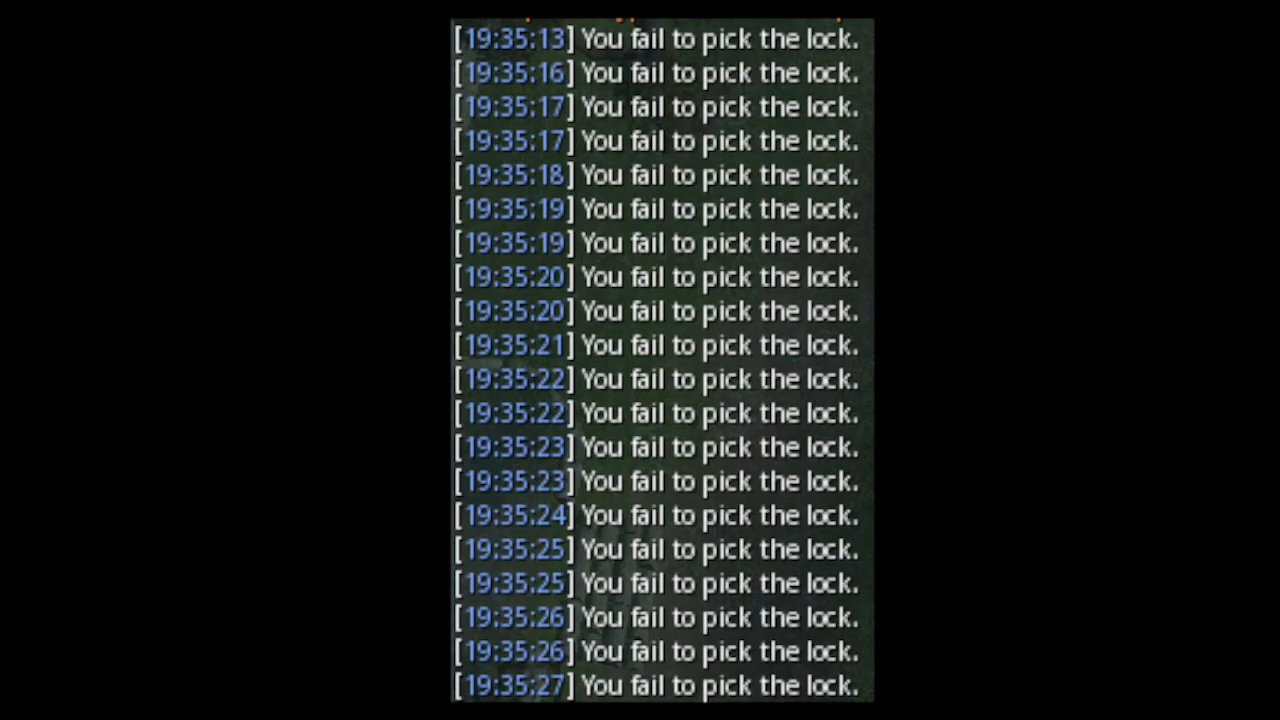 [19:35:13] You fail to pick the lock.
[19:35:16] You fail to pick the lock.
[19:35:17] You fail to pick the lock.
[19:35:17] You fail to pick the lock.
[19:35:18] You fail to pick the lock.
[19:35:19] You fail to pick the lock.
[19:35:19] You fail to pick the lock.
[19:35:20] You fail to pick the lock.
[19:35:20] You fail to pick the lock.
[19:35:21] You fail to pick the lock.
[19:35:22] You fail to pick the lock.
[19:35:22] You fail to pick the lock.
[19:35:23] You fail to pick the lock.
[19:35:23] You fail to pick the lock.
[19:35:24] You fail to pick the lock.
[19:35:25] You fail to pick the lock.
[19:35:25] You fail to pick the lock.
[19:35:26] You fail to pick the lock.
[19:35:26] You fail to pick the lock.
[19:35:27] You fail to pick the lock.